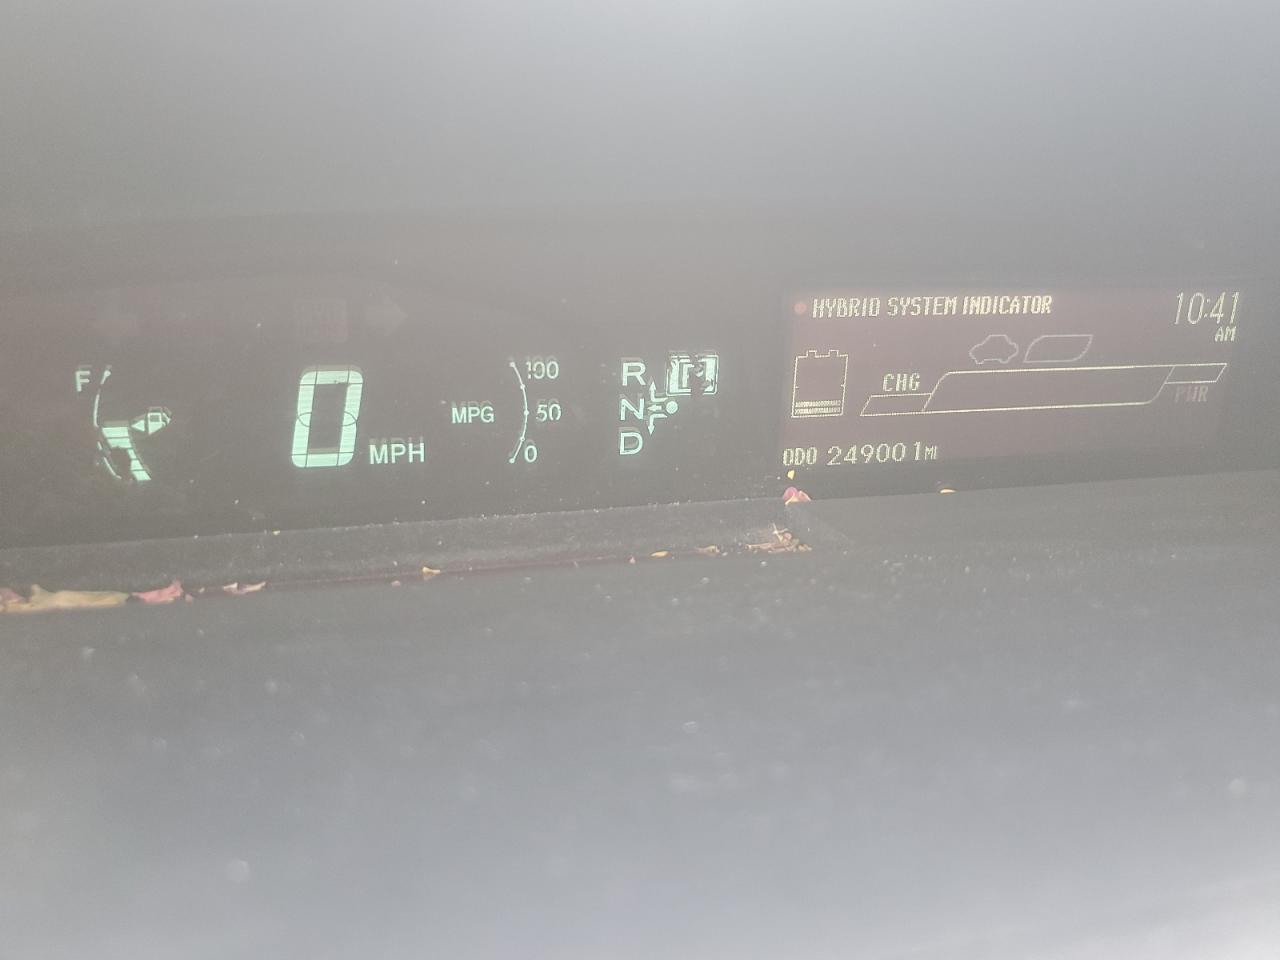 HYBRID SYSTEM INDICATOR
10:41
AM
F
0
MPH
MPG
100
50
0
R
N
D
CHG
PWR
ODO 249001 MI